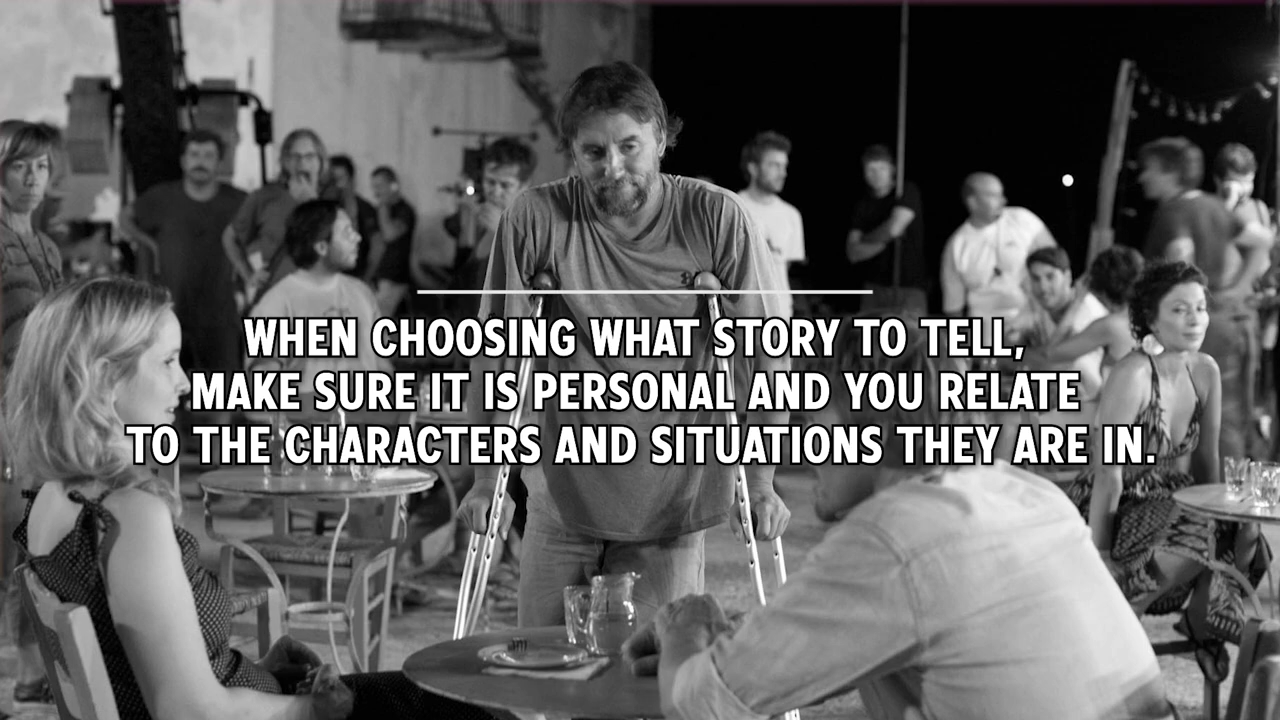 WHEN CHOOSING WHAT STORY TO TELL,
MAKE SURE IT IS PERSONAL AND YOU RELATE
TO THE CHARACTERS AND SITUATIONS THEY ARE IN.